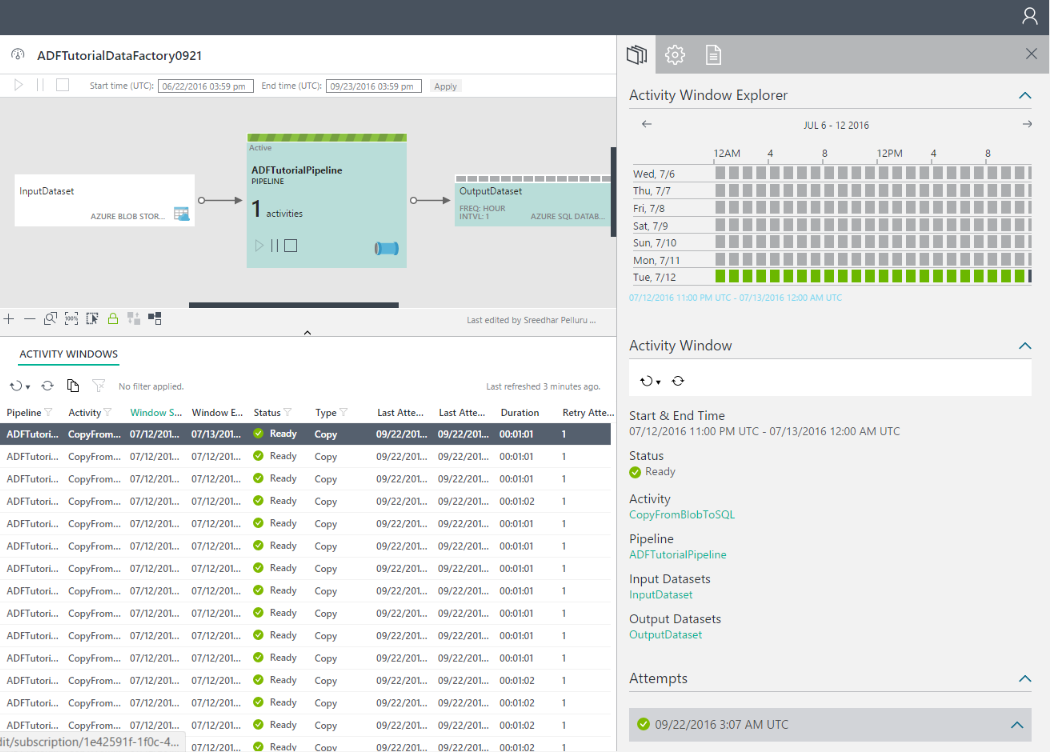 ADFTutorialDataFactory0921
Start time (UTC): 06/22/2016 03:59 pm End time (UTC): 09/23/2016 03:59 pm Apply
InputDataset
AZURE BLOB STOR...
Active
ADFTutorialPipeline
PIPELINE
1 activities
OutputDataset
FREQ: HOUR
INTVL: 1
AZURE SQL DATAB...
100%
Last edited by Sreedhar Pelluru ...
ACTIVITY WINDOWS
No filter applied.
Last refreshed 3 minutes ago.
Pipeline Activity Window S... Window E... Status Type Last Atte... Last Atte... Duration Retry Atte...
ADFTutori... CopyFrom... 07/12/201... 07/13/201... Ready Copy 09/22/201... 09/22/201... 00:01:01 1
ADFTutori... CopyFrom... 07/12/201... 07/12/201... Ready Copy 09/22/201... 09/22/201... 00:01:01 1
ADFTutori... CopyFrom... 07/12/201... 07/12/201... Ready Copy 09/22/201... 09/22/201... 00:01:01 1
ADFTutori... CopyFrom... 07/12/201... 07/12/201... Ready Copy 09/22/201... 09/22/201... 00:01:02 1
ADFTutori... CopyFrom... 07/12/201... 07/12/201... Ready Copy 09/22/201... 09/22/201... 00:01:01 1
ADFTutori... CopyFrom... 07/12/201... 07/12/201... Ready Copy 09/22/201... 09/22/201... 00:01:01 1
ADFTutori... CopyFrom... 07/12/201... 07/12/201... Ready Copy 09/22/201... 09/22/201... 00:01:01 1
ADFTutori... CopyFrom... 07/12/201... 07/12/201... Ready Copy 09/22/201... 09/22/201... 00:01:01 1
ADFTutori... CopyFrom... 07/12/201... 07/12/201... Ready Copy 09/22/201... 09/22/201... 00:01:01 1
ADFTutori... CopyFrom... 07/12/201... 07/12/201... Ready Copy 09/22/201... 09/22/201... 00:01:01 1
ADFTutori... CopyFrom... 07/12/201... 07/12/201... Ready Copy 09/22/201... 09/22/201... 00:01:01 1
ADFTutori... CopyFrom... 07/12/201... 07/12/201... Ready Copy 09/22/201... 09/22/201... 00:01:02 1
ADFTutori... CopyFrom... 07/12/201... 07/12/201... Ready Copy 09/22/201... 09/22/201... 00:01:02 1
ADFTutori... CopyFrom... 07/12/201... 07/12/201... Ready Copy 09/22/201... 09/22/201... 00:01:02 1
dit/subscription/1e42591f-1f0c-4... 07/12/201... Ready Copy 09/22/201... 09/22/201... 00:01:02 1
Activity Window Explorer
JUL 6 - 12 2016
12AM 4 8 12PM 4 8
Wed, 7/6
Thu, 7/7
Fri, 7/8
Sat, 7/9
Sun, 7/10
Mon, 7/11
Tue, 7/12
07/12/2016 11:00 PM UTC - 07/13/2016 12:00 AM UTC
Activity Window
Start & End Time
07/12/2016 11:00 PM UTC - 07/13/2016 12:00 AM UTC
Status
Ready
Activity
CopyFromBlobToSQL
Pipeline
ADFTutorialPipeline
Input Datasets
InputDataset
Output Datasets
OutputDataset
Attempts
09/22/2016 3:07 AM UTC